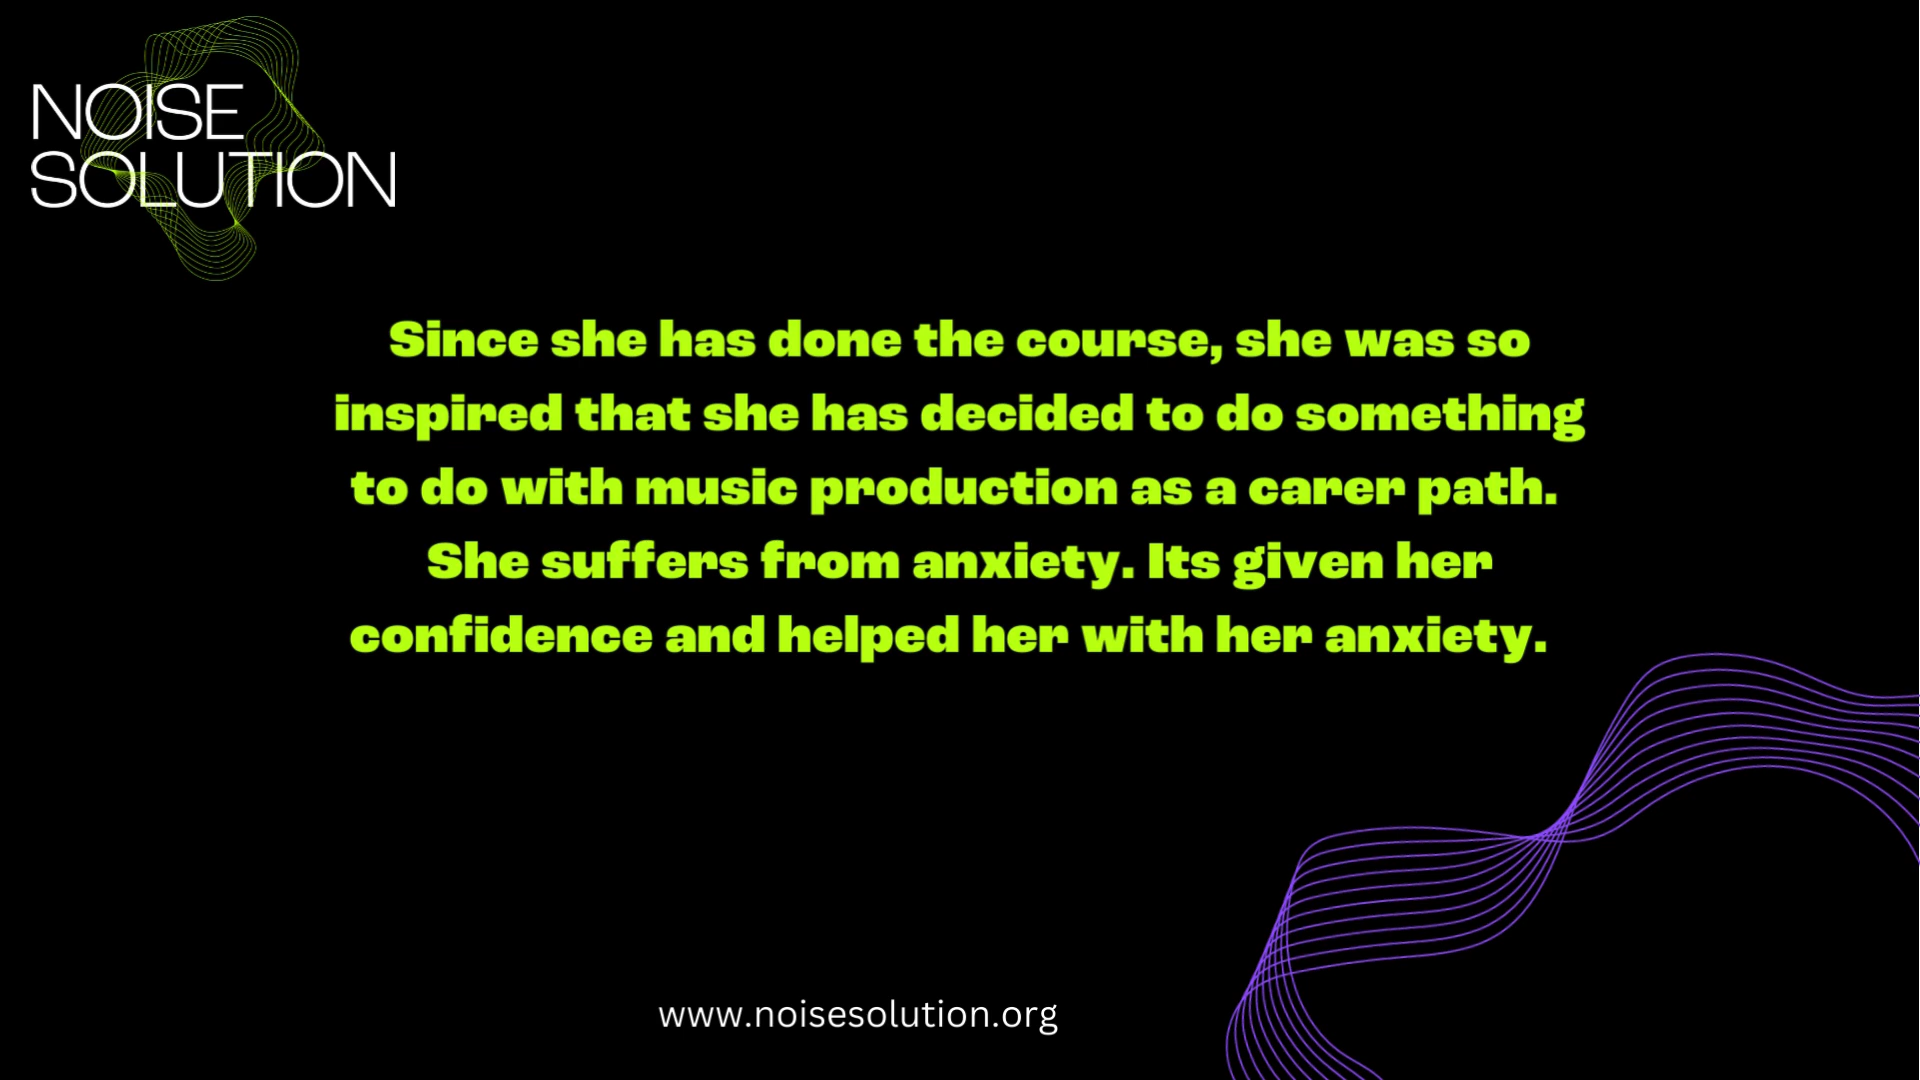 NOISE
SOLUTION
Since she has done the course, she was so
inspired that she has decided to do something
to do with music production as a carer path.
She suffers from anxiety. Its given her
confidence and helped her with her anxiety.
www.noisesolution.org